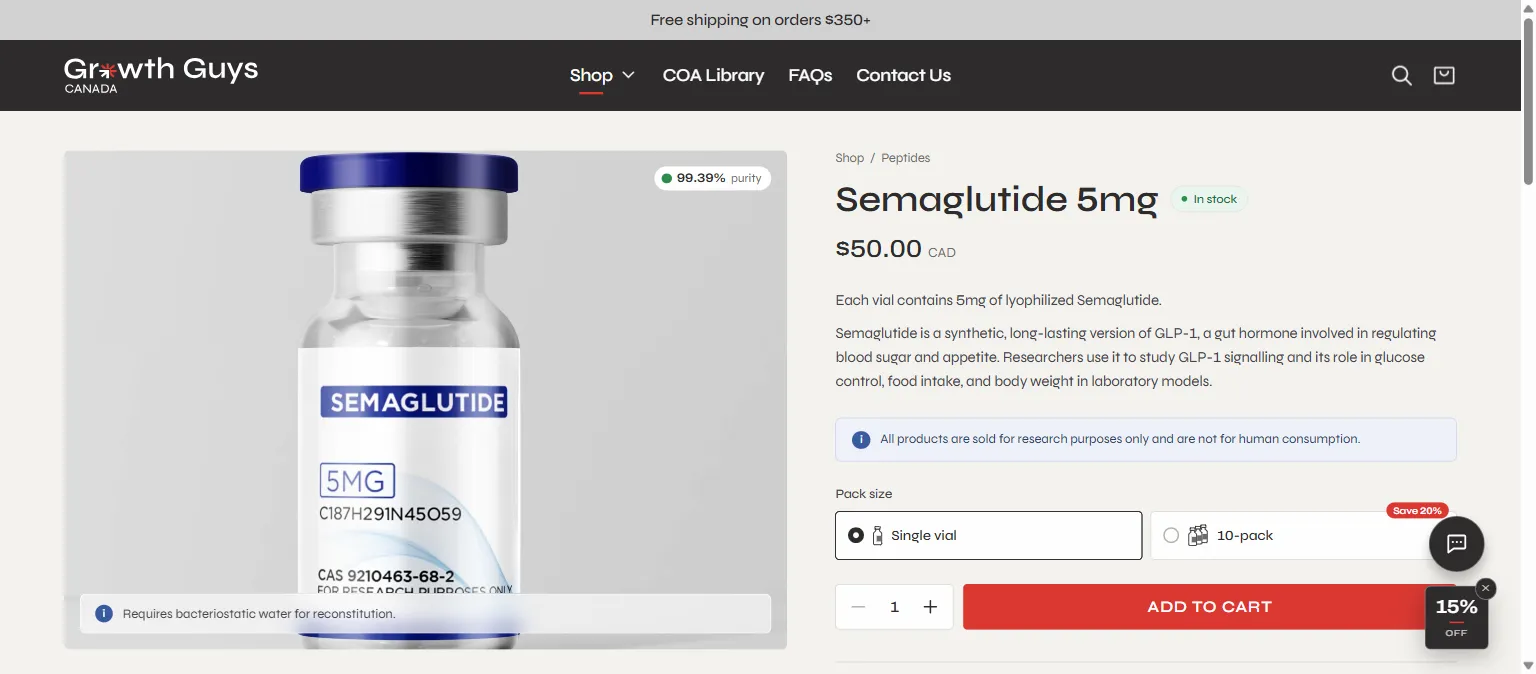 Free shipping on orders $350+
Growth Guys
CANADA
Shop
COA Library
FAQs
Contact Us
99.39% purity
SEMAGLUTIDE
5MG
C187H291N45O59
CAS 9210463-68-2
FOR RESEARCH PURPOSES ONLY
Requires bacteriostatic water for reconstitution.
Shop / Peptides
Semaglutide 5mg
In stock
$50.00 CAD
Each vial contains 5mg of lyophilized Semaglutide.
Semaglutide is a synthetic, long-lasting version of GLP-1, a gut hormone involved in regulating
blood sugar and appetite. Researchers use it to study GLP-1 signalling and its role in glucose
control, food intake, and body weight in laboratory models.
All products are sold for research purposes only and are not for human consumption.
Pack size
Single vial
Save 20%
10-pack
1
ADD TO CART
15%
OFF